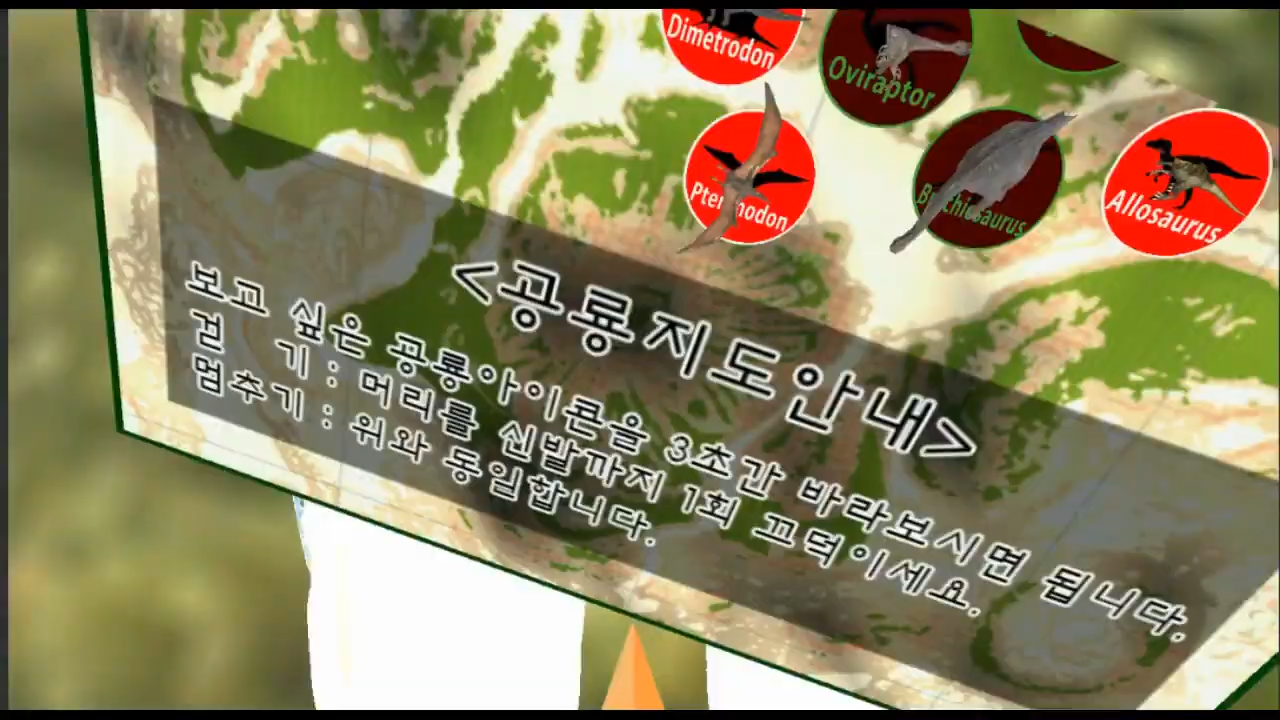 Dimetrodon
Oviraptor
Allosaurus
<공룡지도안내>
보고 싶은 공룡아이콘을 3초간 바라보시면 됩니다.
걷 기 : 머리를 신발까지 1회 끄덕이세요.
멈추기 : 위와 동일합니다.